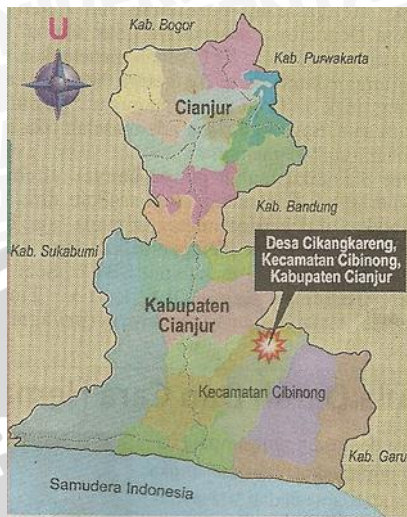 U
Kab. Bogor
Kab. Purwakarta
Cianjur
Kab. Bandung
Kab. Sukabumi
Desa Cikangkareng,
Kecamatan Cibinong,
Kabupaten Cianjur
Kabupaten
Cianjur
Kecamatan Cibinong
Kab. Garu
Samudera Indonesia